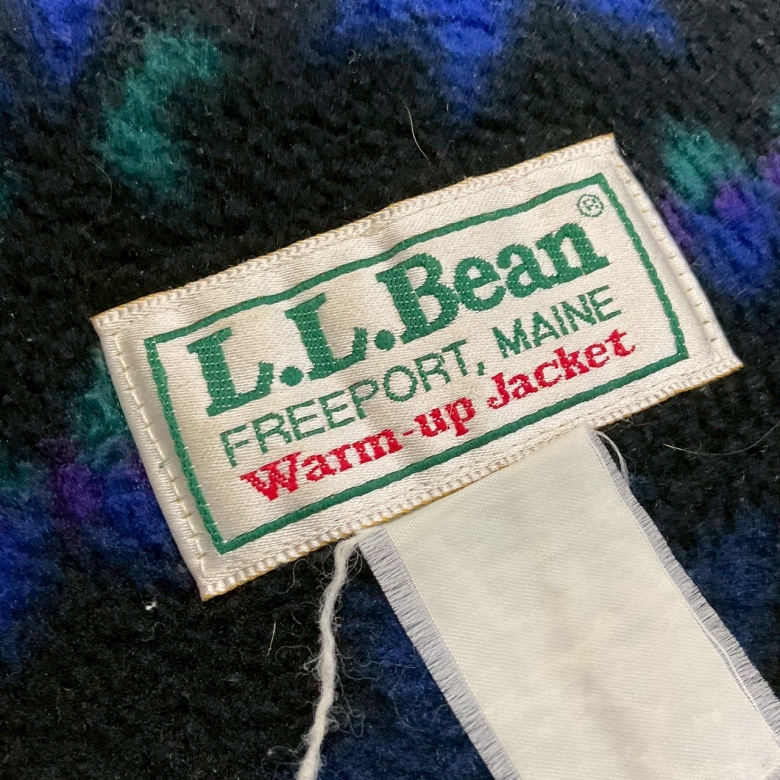 L.L.Bean®
FREEPORT, MAINE
Warm-up Jacket